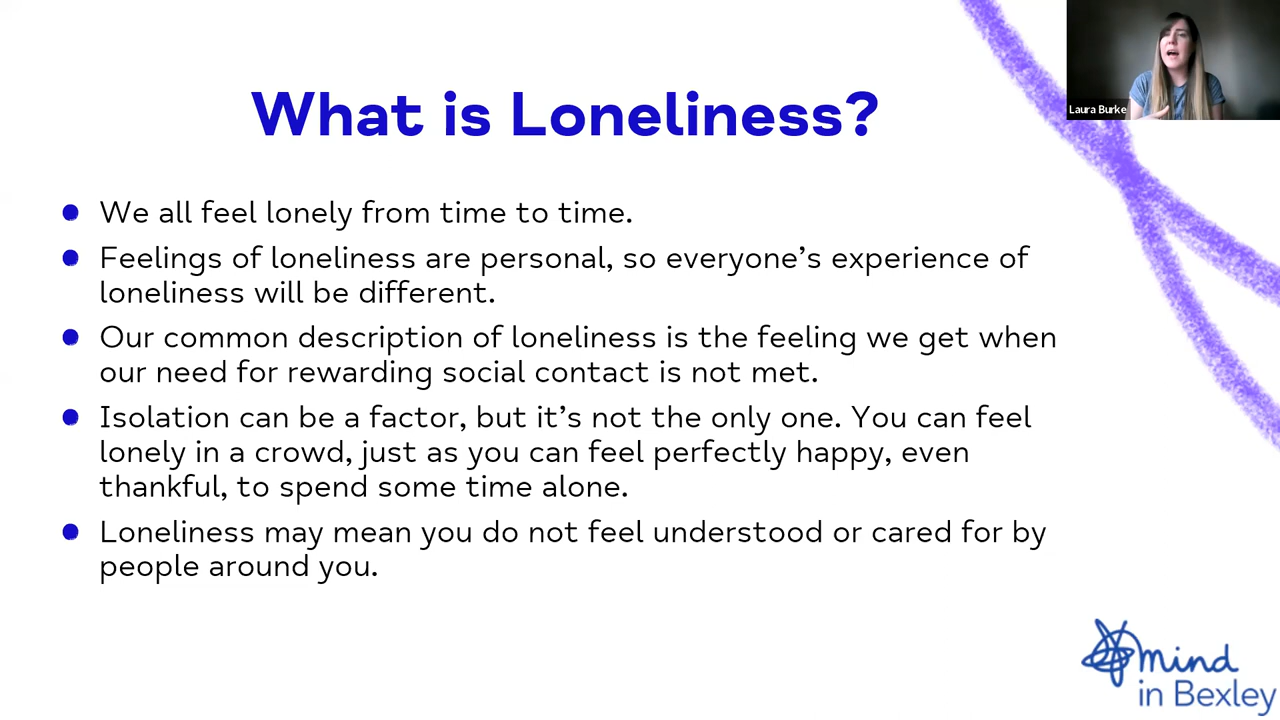 What is Loneliness?
Laura Burke
We all feel lonely from time to time.
Feelings of loneliness are personal, so everyone's experience of
loneliness will be different.
Our common description of loneliness is the feeling we get when
our need for rewarding social contact is not met.
Isolation can be a factor, but it's not the only one. You can feel
lonely in a crowd, just as you can feel perfectly happy, even
thankful, to spend some time alone.
Loneliness may mean you do not feel understood or cared for by
people around you.
mind
in Bexley